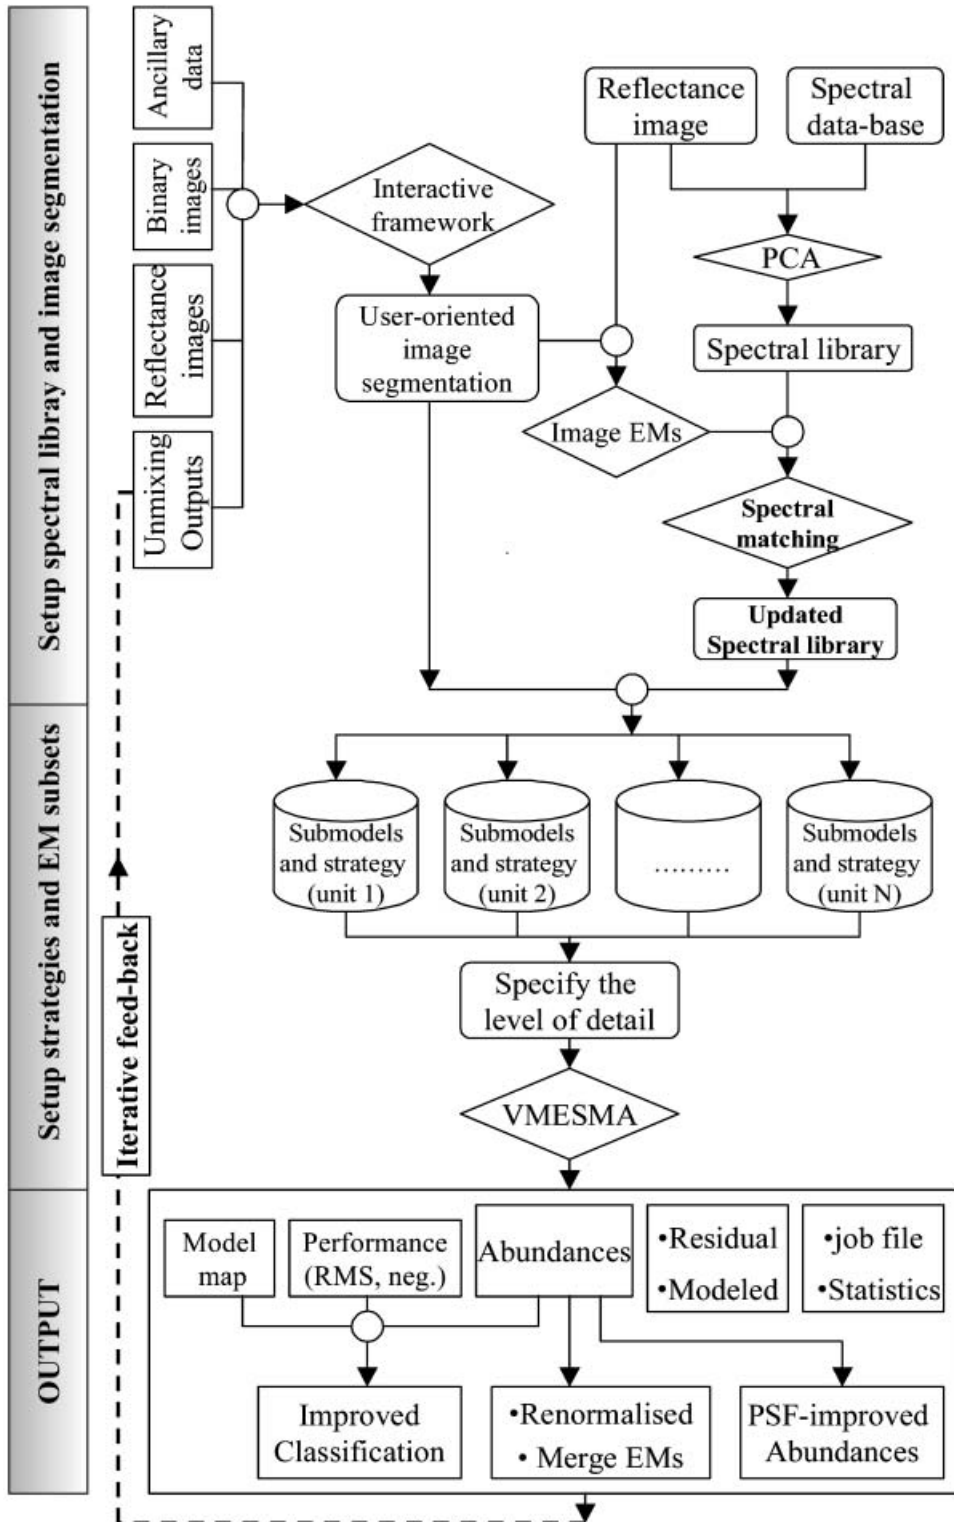 Setup spectral libray and image segmentation
Setup strategies and EM subsets
OUTPUT
Ancillary
data
Binary
images
Reflectance
images
Unmixing
Outputs
Iterative feed-back
Interactive
framework
User-oriented
image
segmentation
Reflectance
image
Spectral
data-base
PCA
Spectral library
Image EMs
Spectral
matching
Updated
Spectral library
Submodels
and strategy
(unit 1)
Submodels
and strategy
(unit 2)
.........
Submodels
and strategy
(unit N)
Specify the
level of detail
VMESMA
Model
map
Performance
(RMS, neg.)
Abundances
•Residual
•Modeled
•job file
•Statistics
Improved
Classification
•Renormalised
• Merge EMs
PSF-improved
Abundances